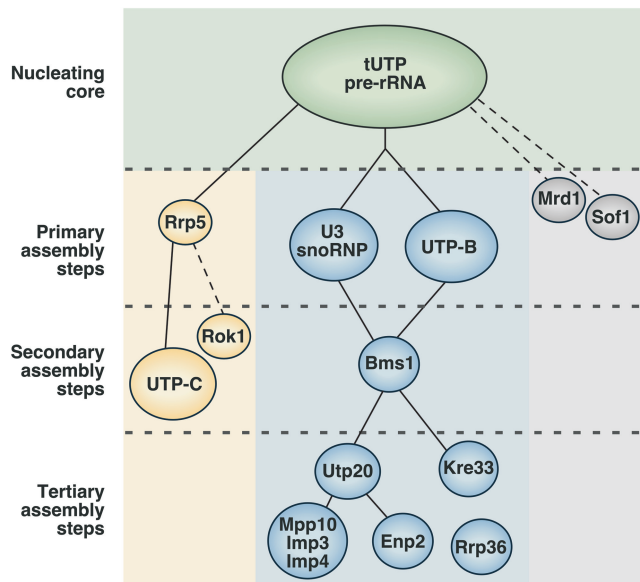 Nucleating
core
tUTP
pre-rRNA
Primary
assembly
steps
Rrp5
U3
snoRNP
UTP-B
Mrd1
Sof1
Secondary
assembly
steps
Rok1
UTP-C
Bms1
Tertiary
assembly
steps
Utp20
Kre33
Mpp10
Imp3
Imp4
Enp2
Rrp36